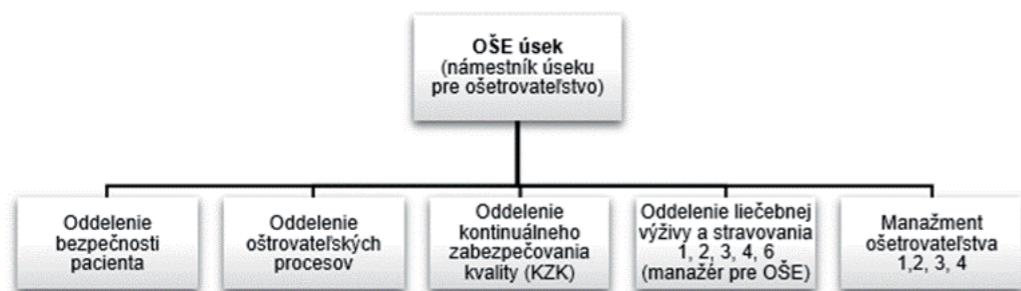 OŠE úsek
(námestník úseku
pre ošetrovateľstvo)
Oddelenie
bezpečnosti
pacienta
Oddelenie
oštrovateľských
procesov
Oddelenie
kontinuálneho
zabezpečovania
kvality (KZK)
Oddelenie liečebnej
výživy a stravovania
1, 2, 3, 4, 6
(manažér pre OŠE)
Manažment
ošetrovateľstva
1,2, 3, 4